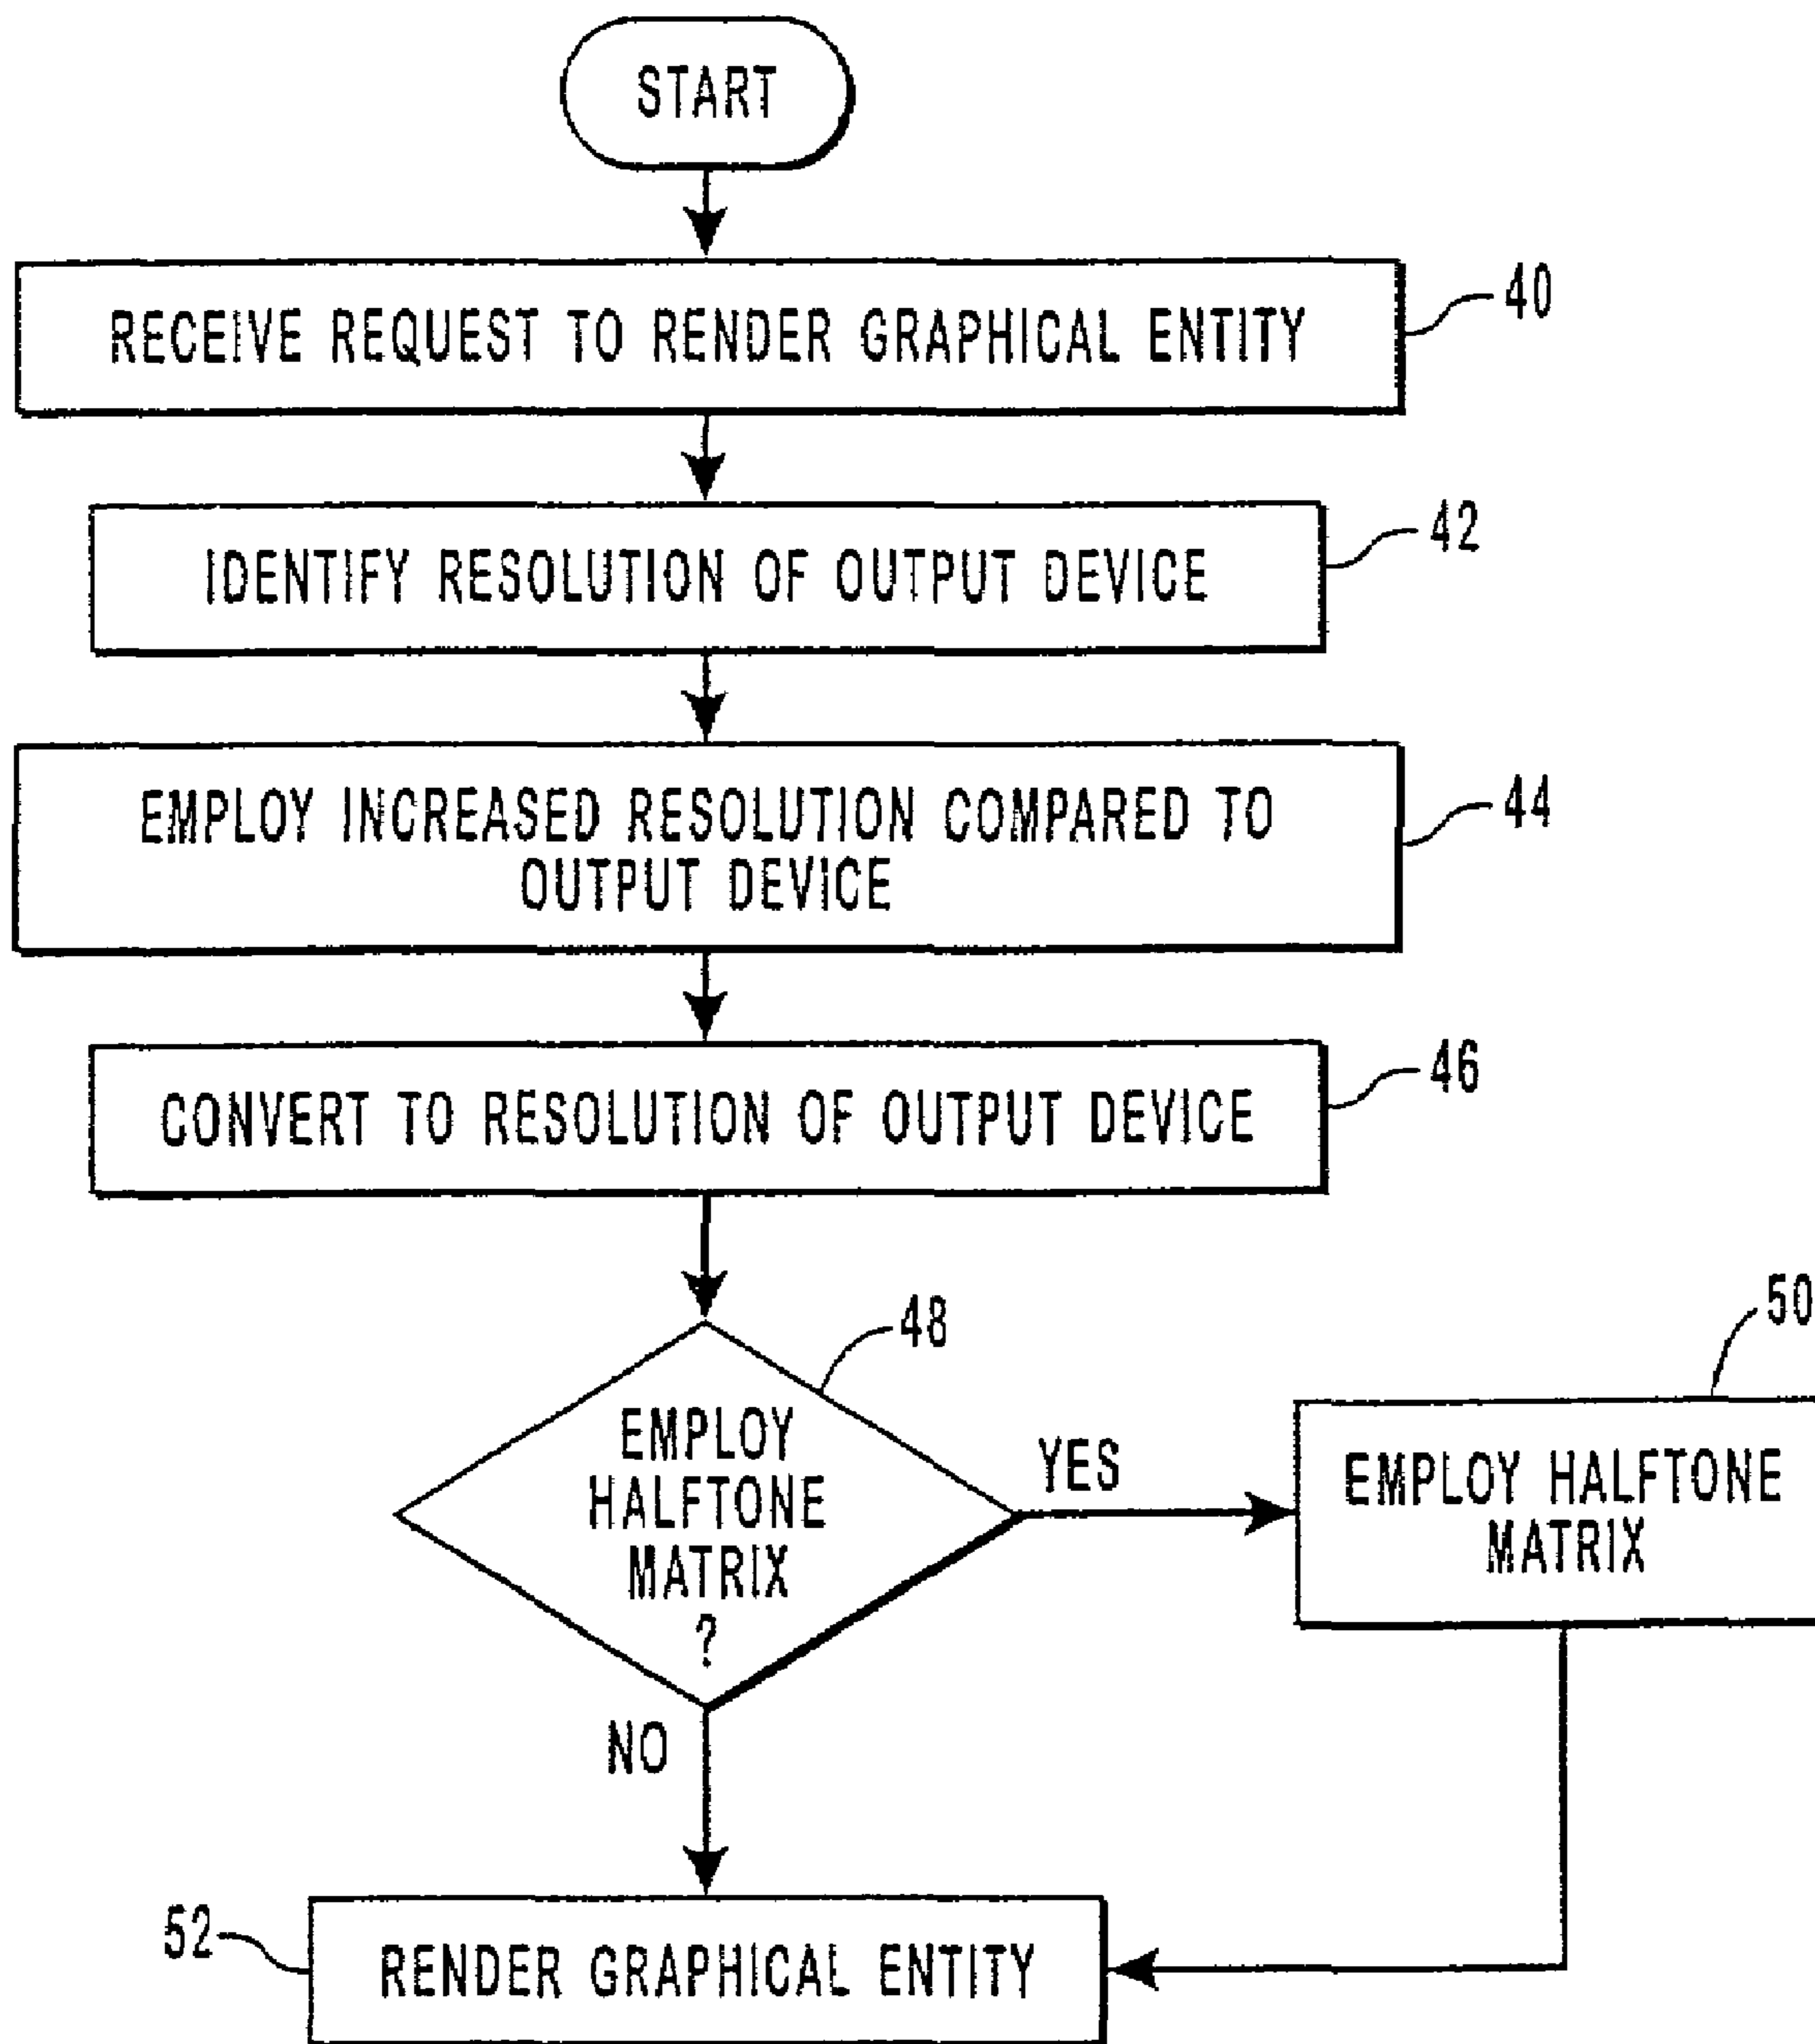 START
RECEIVE REQUEST TO RENDER GRAPHICAL ENTITY
40
IDENTIFY RESOLUTION OF OUTPUT DEVICE
42
EMPLOY INCREASED RESOLUTION COMPARED TO
OUTPUT DEVICE
44
CONVERT TO RESOLUTION OF OUTPUT DEVICE
46
EMPLOY
HALFTONE
MATRIX
?
48
YES
EMPLOY HALFTONE
MATRIX
50
NO
52
RENDER GRAPHICAL ENTITY